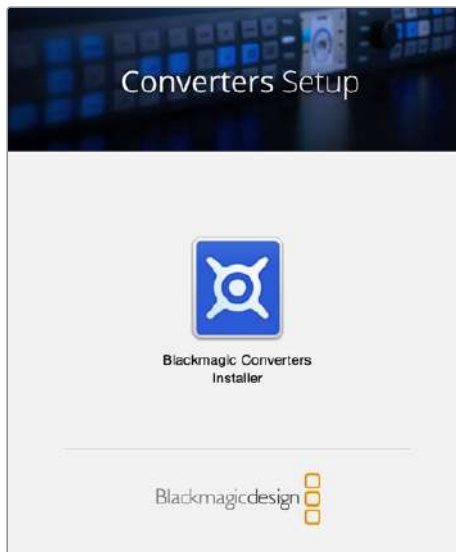 Converters Setup
Blackmagic Converters
Installer
Blackmagicdesign